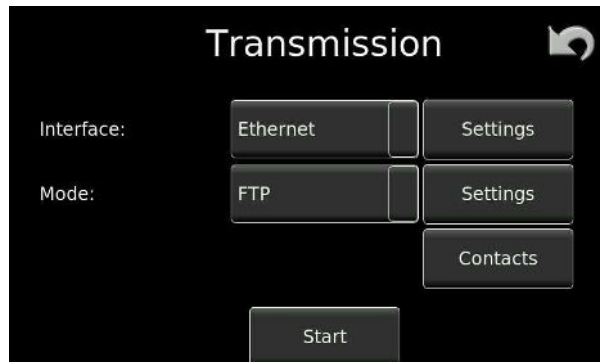 Transmission
Interface: Ethernet Settings
Mode: FTP Settings
Contacts
Start